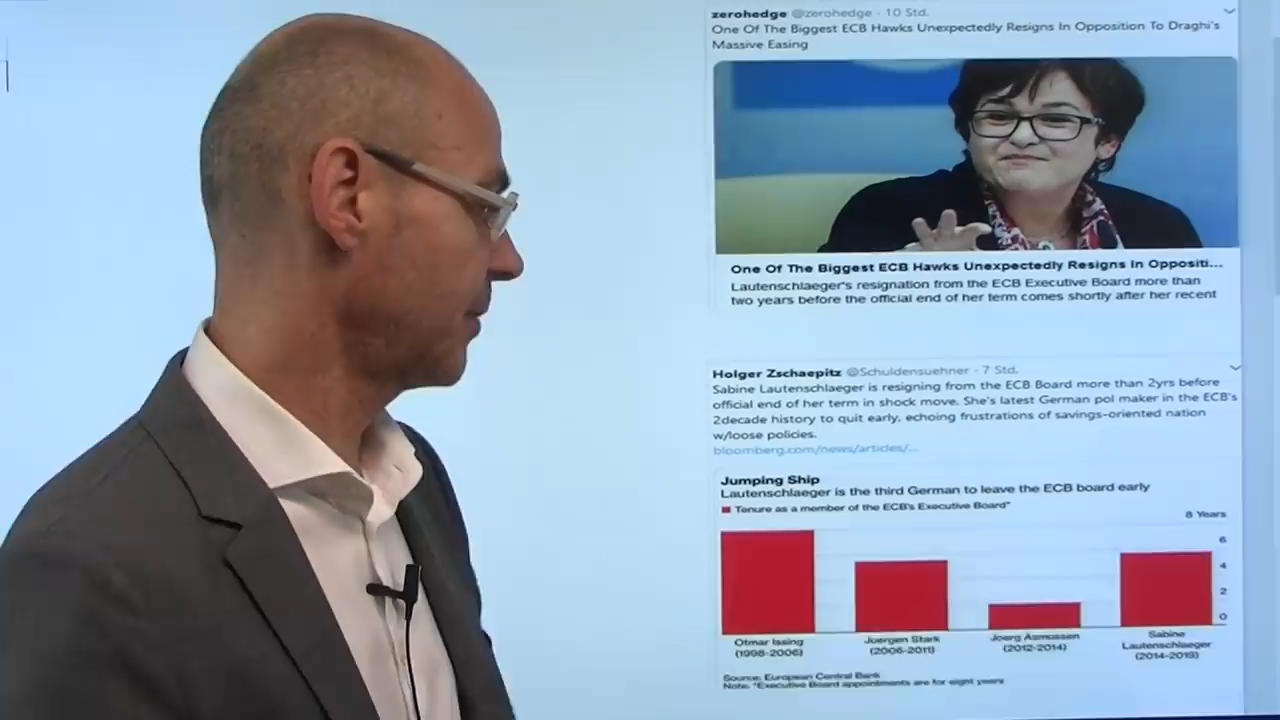 zerohedge @zerohedge · 10 Std.
One Of The Biggest ECB Hawks Unexpectedly Resigns In Opposition To Draghi's
Massive Easing
One Of The Biggest ECB Hawks Unexpectedly Resigns In Oppositi...
Lautenschlaeger's resignation from the ECB Executive Board more than
two years before the official end of her term comes shortly after her recent
Holger Zschaepitz @Schuldensuehner · 7 Std.
Sabine Lautenschlaeger is resigning from the ECB Board more than 2yrs before
official end of her term in shock move. She's latest German pol maker in the ECB's
2decade history to quit early, echoing frustrations of savings-oriented nation
w/loose policies.
bloomberg.com/news/articles/...
Jumping Ship
Lautenschlaeger is the third German to leave the ECB board early
Tenure as a member of the ECB's Executive Board*
8 Years
6
4
2
0
Otmar Issing
(1998-2006)
Juergen Stark
(2006-2011)
Joerg Asmussen
(2012-2014)
Sabine
Lautenschlaeger
(2014-2019)
Source: European Central Bank
Note: *Executive Board appointments are for eight years